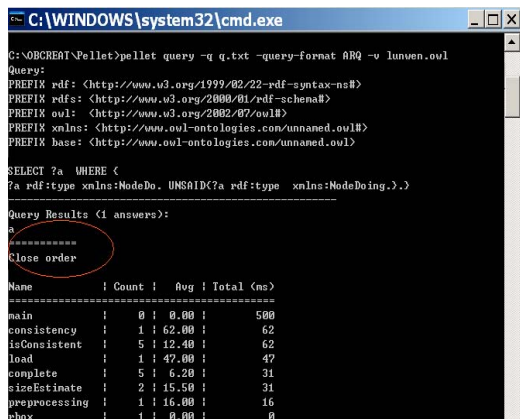 C:\WINDOWS\system32\cmd.exe
C:\OBCREAT\Pellet>pellet query -q q.txt -query-format ARQ -v lunwen.owl
Query:
PREFIX rdf: <http://www.w3.org/1999/02/22-rdf-syntax-ns#>
PREFIX rdfs: <http://www.w3.org/2000/01/rdf-schema#>
PREFIX owl: <http://www.w3.org/2002/07/owl#>
PREFIX xmlns: <http://www.owl-ontologies.com/unnamed.owl#>
PREFIX base: <http://www.owl-ontologies.com/unnamed.owl>
SELECT ?a WHERE {
?a rdf:type xmlns:NodeDo. UNSAID{?a rdf:type xmlns:NodeDoing.}.}
-----------------------------------------------------
Query Results (1 answers):
a
===========
Close order
Name | Count | Avg | Total (ms)
===========================================
main | 0 | 0.00 | 500
consistency | 1 | 62.00 | 62
isConsistent | 5 | 12.40 | 62
load | 1 | 47.00 | 47
complete | 5 | 6.20 | 31
sizeEstimate | 2 | 15.50 | 31
preprocessing | 1 | 16.00 | 16
rbox | 1 | 0.00 | 0